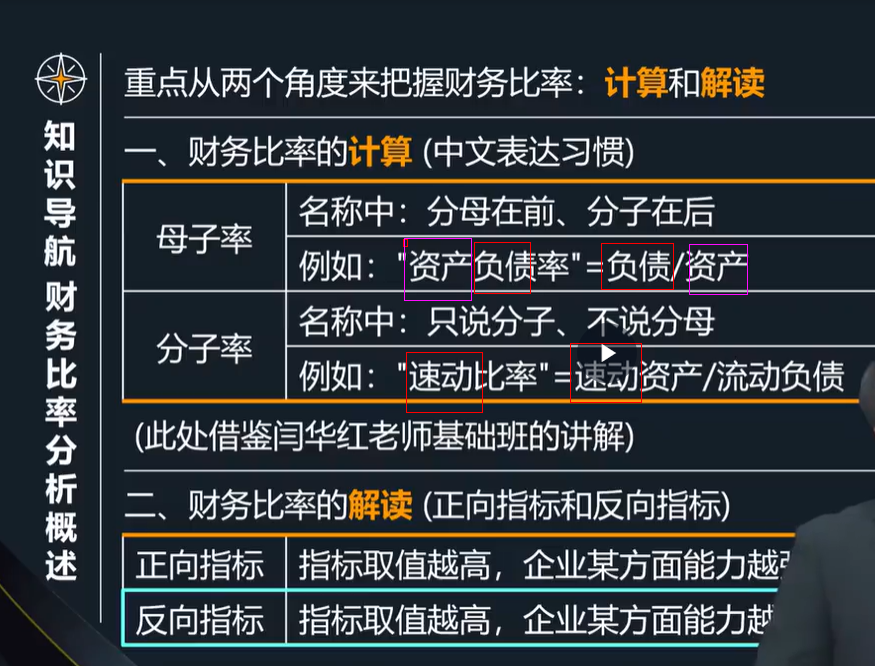 知识导航 财务比率分析概述
重点从两个角度来把握财务比率：计算和解读
一、财务比率的计算 (中文表达习惯)
母子率
名称中：分母在前、分子在后
例如："资产负债率"=负债/资产
分子率
名称中：只说分子、不说分母
例如："速动比率"=速动资产/流动负债
(此处借鉴闫华红老师基础班的讲解)
二、财务比率的解读 (正向指标和反向指标)
正向指标
指标取值越高，企业某方面能力越
反向指标
指标取值越高，企业某方面能力越